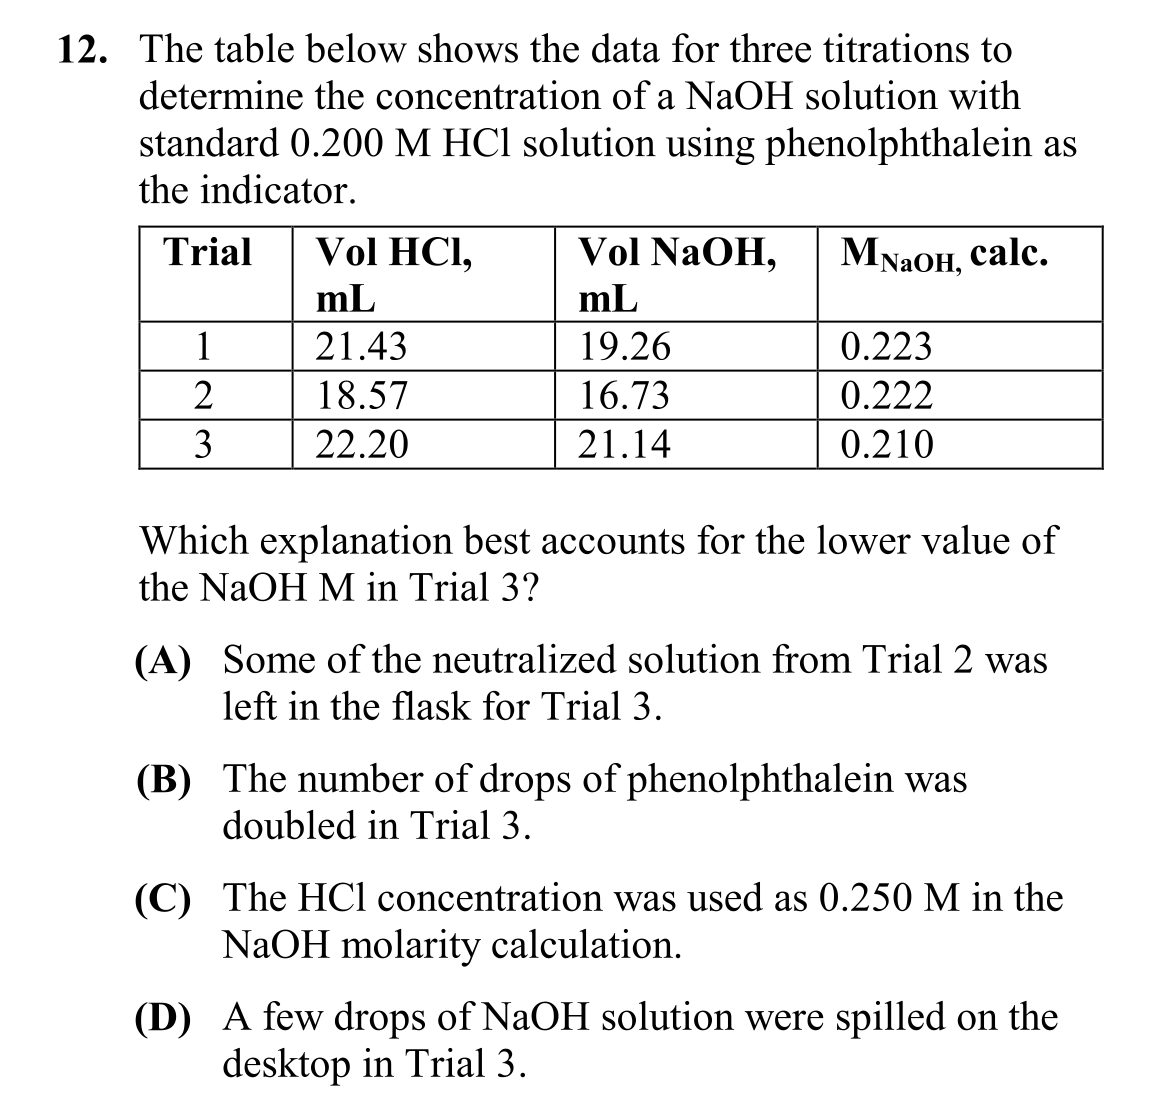 12. The table below shows the data for three titrations to
determine the concentration of a NaOH solution with
standard 0.200 M HCl solution using phenolphthalein as
the indicator.
Trial Vol HCl, mL Vol NaOH, mL M_NaOH, calc.
1 21.43 19.26 0.223
2 18.57 16.73 0.222
3 22.20 21.14 0.210
Which explanation best accounts for the lower value of
the NaOH M in Trial 3?
(A) Some of the neutralized solution from Trial 2 was
left in the flask for Trial 3.
(B) The number of drops of phenolphthalein was
doubled in Trial 3.
(C) The HCl concentration was used as 0.250 M in the
NaOH molarity calculation.
(D) A few drops of NaOH solution were spilled on the
desktop in Trial 3.